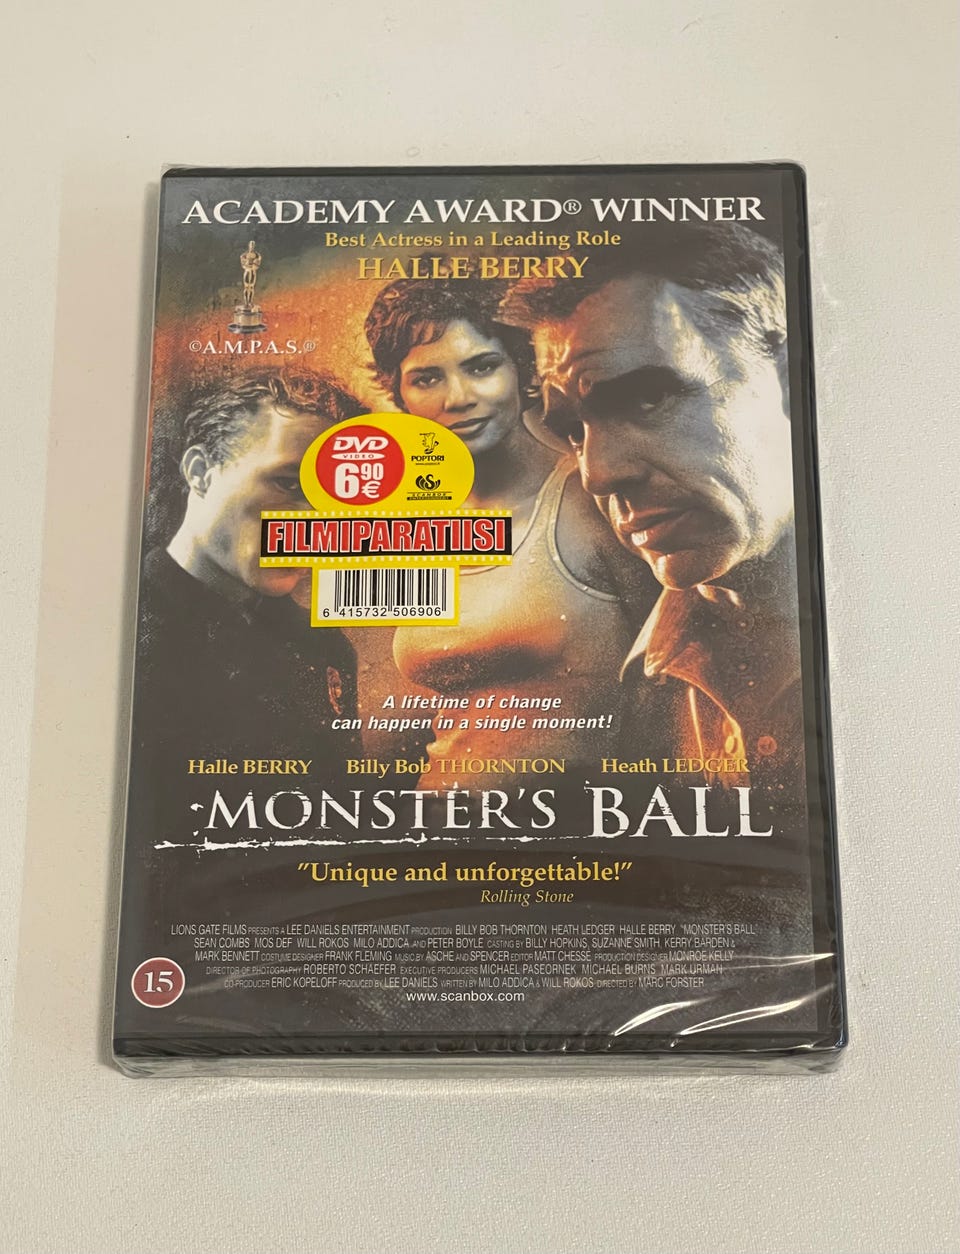 ACADEMY AWARD® WINNER
Best Actress in a Leading Role
HALLE BERRY
©A.M.P.A.S.®
DVD
VIDEO
6⁹⁰
€
POPTORI
SCANBOX
ENTERTAINMENT
FILMIPARATIISI
6 415732 506906
A lifetime of change
can happen in a single moment!
Halle BERRY Billy Bob THORNTON Heath LEDGER
MONSTER'S BALL
"Unique and unforgettable!"
Rolling Stone
LIONS GATE FILMS PRESENTS A LEE DANIELS ENTERTAINMENT PRODUCTION BILLY BOB THORNTON HEATH LEDGER HALLE BERRY "MONSTER'S BALL"
SEAN COMBS MOS DEF WILL ROKOS MILO ADDICA AND PETER BOYLE CASTING BY BILLY HOPKINS, SUZANNE SMITH, KERRY BARDEN &
MARK BENNETT COSTUME DESIGNER FRANK FLEMING MUSIC BY ASCHE AND SPENCER EDITOR MATT CHESSE PRODUCTION DESIGNER MONROE KELLY
DIRECTOR OF PHOTOGRAPHY ROBERTO SCHAEFER EXECUTIVE PRODUCERS MICHAEL PASEORNEK MICHAEL BURNS MARK URMAN
CO-PRODUCER ERIC KOPELOFF PRODUCED BY LEE DANIELS WRITTEN BY MILO ADDICA & WILL ROKOS DIRECTED BY MARC FORSTER
15
www.scanbox.com